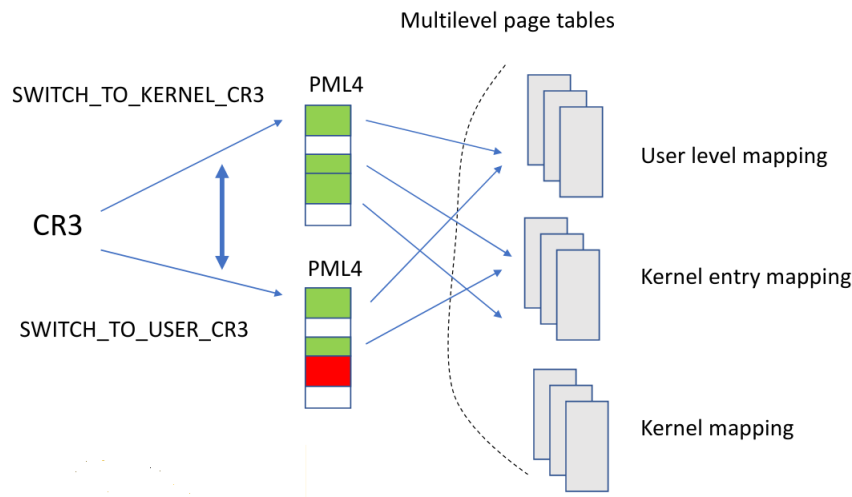 Multilevel page tables
SWITCH_TO_KERNEL_CR3
PML4
User level mapping
CR3
PML4
Kernel entry mapping
SWITCH_TO_USER_CR3
Kernel mapping